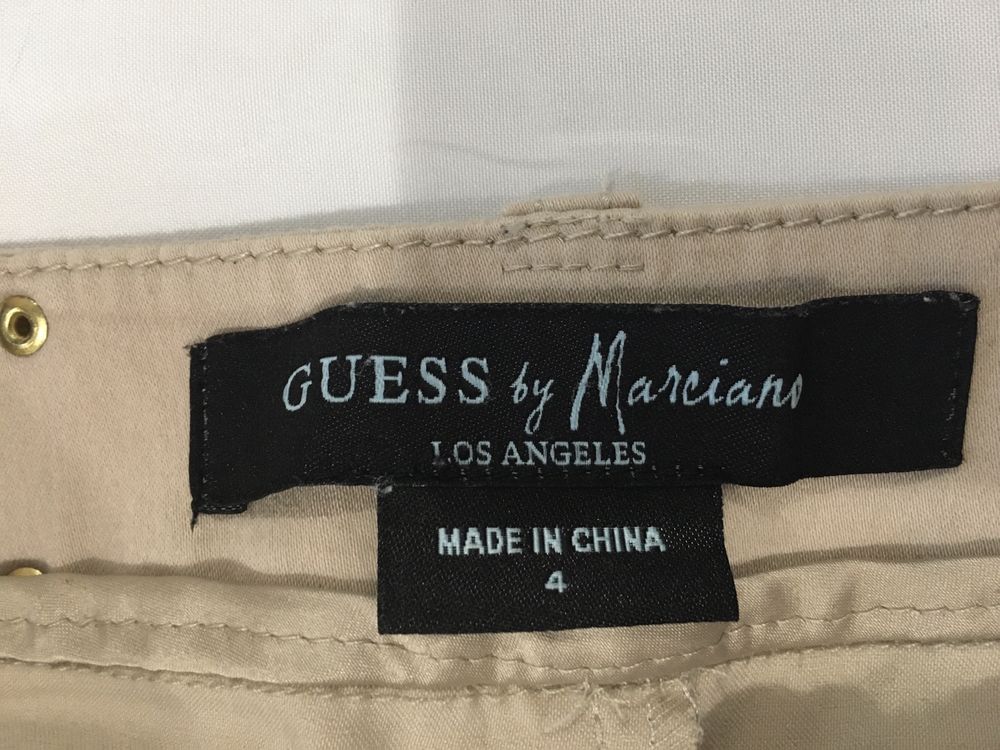 GUESS by Marciano
LOS ANGELES
MADE IN CHINA
4